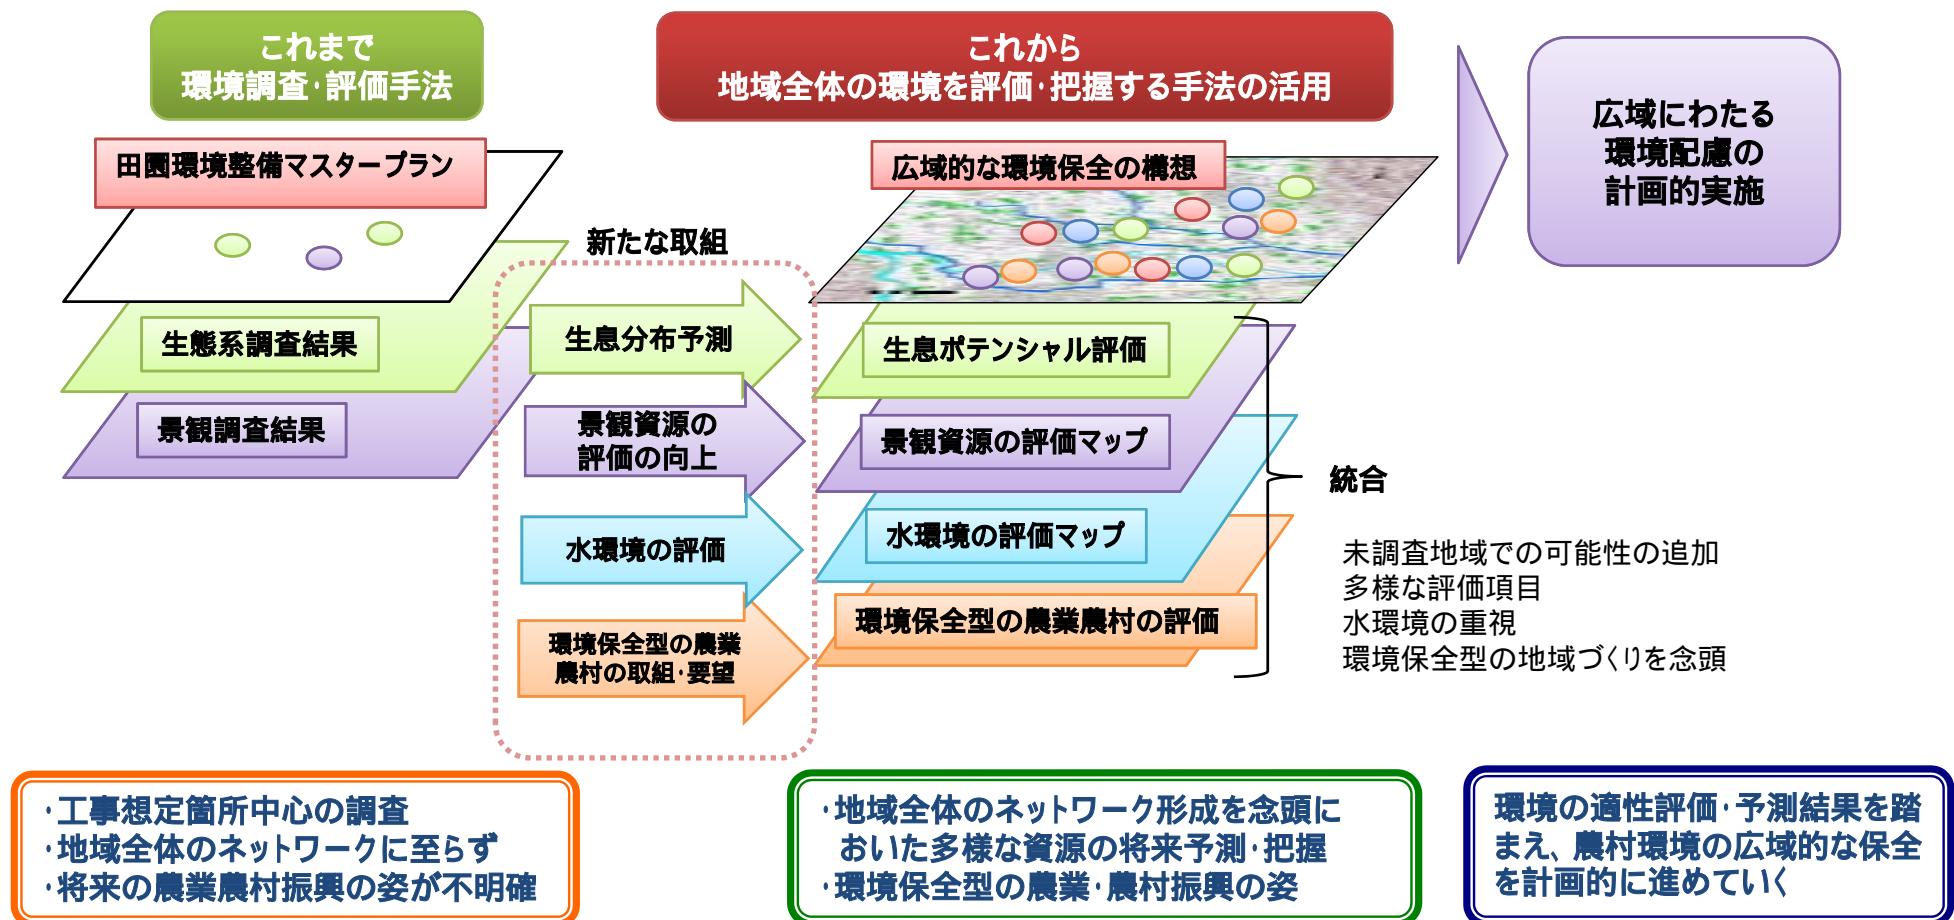 これまで
環境調査・評価手法
これから
地域全体の環境を評価・把握する手法の活用
広域にわたる
環境配慮の
計画的実施
田園環境整備マスタープラン
生態系調査結果
景観調査結果
新たな取組
生息分布予測
景観資源の
評価の向上
水環境の評価
環境保全型の農業
農村の取組・要望
広域的な環境保全の構想
生息ポテンシャル評価
景観資源の評価マップ
水環境の評価マップ
環境保全型の農業農村の評価
統合
未調査地域での可能性の追加
多様な評価項目
水環境の重視
環境保全型の地域づくりを念頭
・工事想定箇所中心の調査
・地域全体のネットワークに至らず
・将来の農業農村振興の姿が不明確
・地域全体のネットワーク形成を念頭に
おいた多様な資源の将来予測・把握
・環境保全型の農業・農村振興の姿
環境の適性評価・予測結果を踏
まえ、農村環境の広域的な保全
を計画的に進めていく